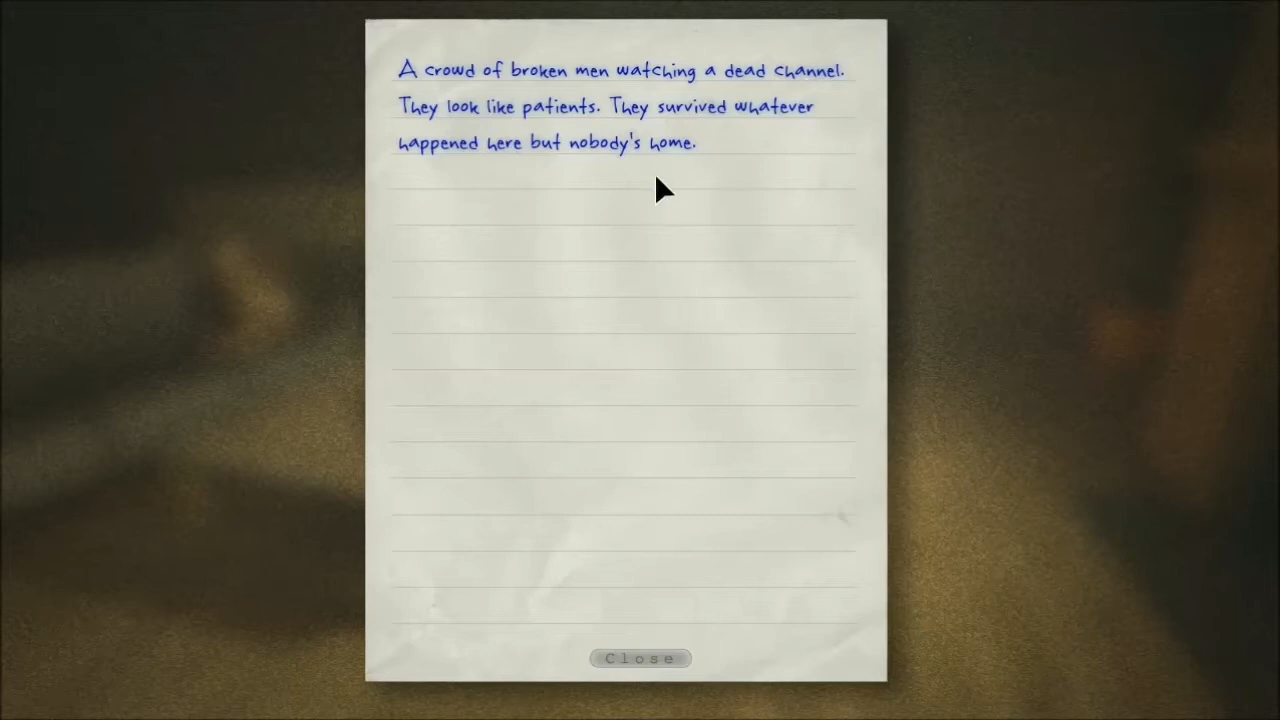 A crowd of broken men watching a dead channel.
They look like patients. They survived whatever
happened here but nobody's home.
Close